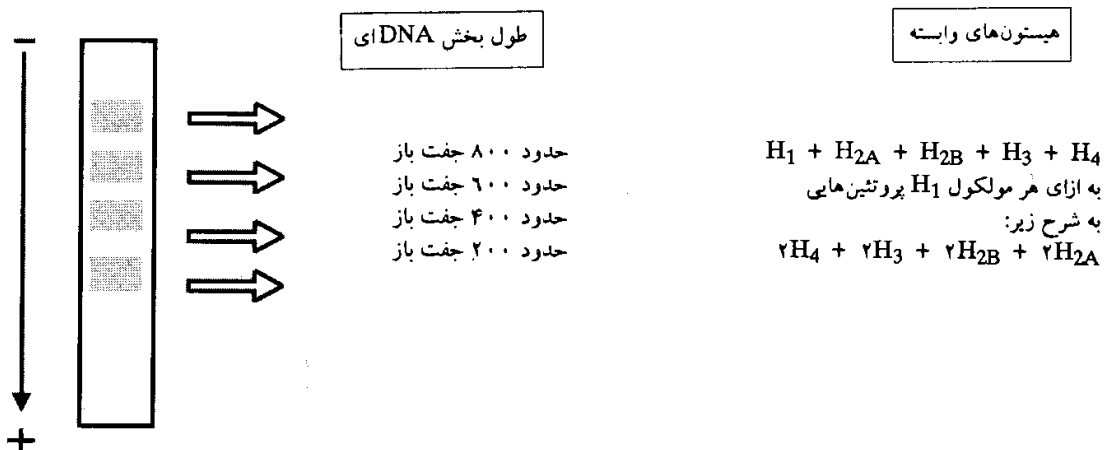 هیستون‌های وابسته
طول بخش DNA ای
−
حدود ۸۰۰ جفت باز
حدود ۶۰۰ جفت باز
حدود ۴۰۰ جفت باز
حدود ۲۰۰ جفت باز
H1 + H2A + H2B + H3 + H4
به ازای هر مولکول H1 پروتئین‌هایی
به شرح زیر:
۲H4 + ۲H3 + ۲H2B + ۲H2A
+